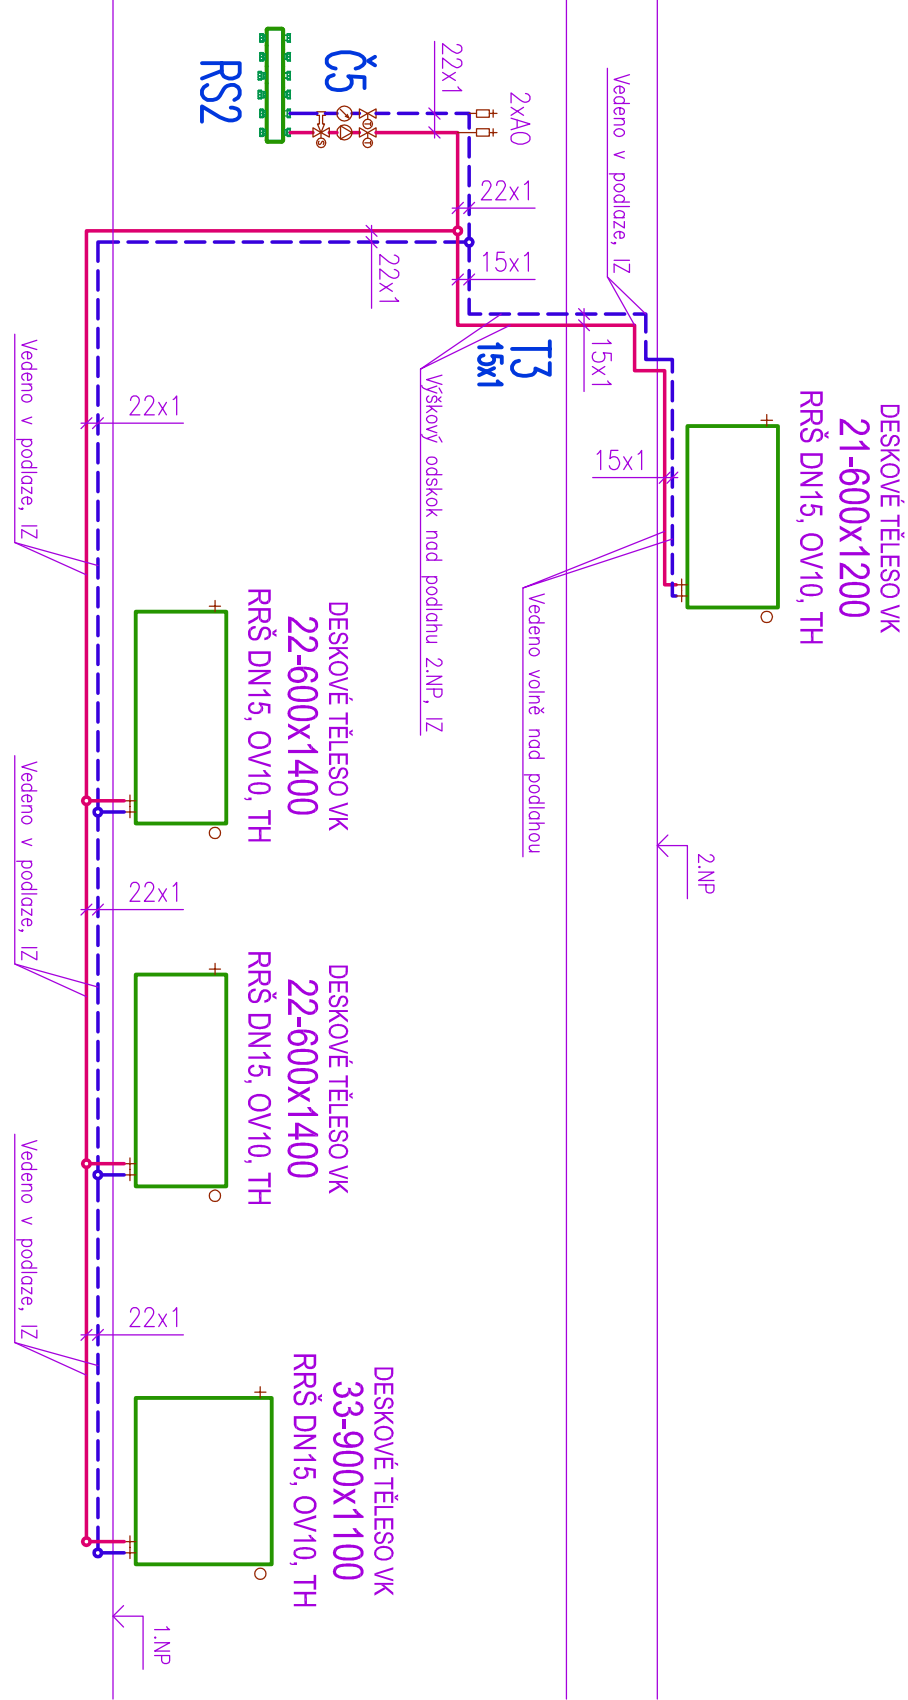 DESKOVÉ TĚLESO VK
21-600x1200
RRŠ DN15, OV10, TH
2.NP
Vedeno v podlaze, IZ
15x1
15x1
Vedeno volně nad podlahou
2xAO
22x1
22x1
15x1
T3
15x1
Výškový odskok nad podlahu 2.NP, IZ
Č5
RS2
22x1
DESKOVÉ TĚLESO VK
22-600x1400
RRŠ DN15, OV10, TH
DESKOVÉ TĚLESO VK
22-600x1400
RRŠ DN15, OV10, TH
DESKOVÉ TĚLESO VK
33-900x1100
RRŠ DN15, OV10, TH
22x1
22x1
22x1
1.NP
Vedeno v podlaze, IZ
Vedeno v podlaze, IZ
Vedeno v podlaze, IZ
S
T
T